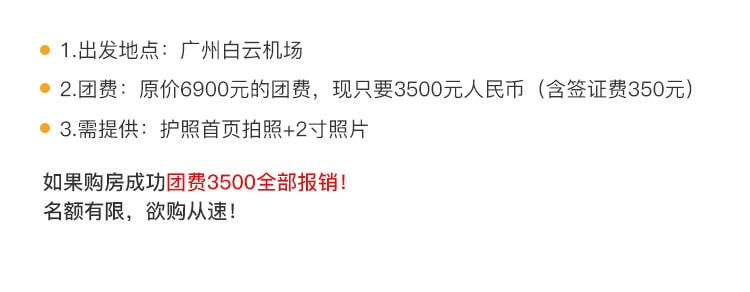 1.出发地点：广州白云机场
2.团费：原价6900元的团费，现只要3500元人民币（含签证费350元）
3.需提供：护照首页拍照+2寸照片
如果购房成功团费3500全部报销！
名额有限，欲购从速！